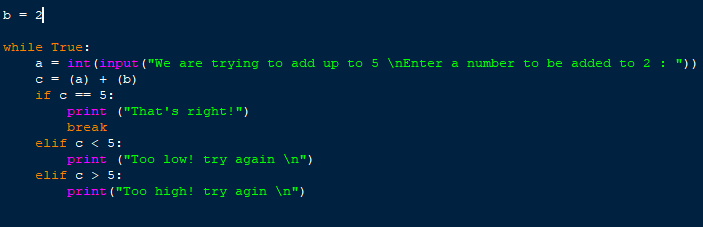 b = 2
while True:
    a = int(input("We are trying to add up to 5 \nEnter a number to be added to 2 : "))
    c = (a) + (b)
    if c == 5:
        print ("That's right!")
        break
    elif c < 5:
        print ("Too low! try again \n")
    elif c > 5:
        print("Too high! try agin \n")